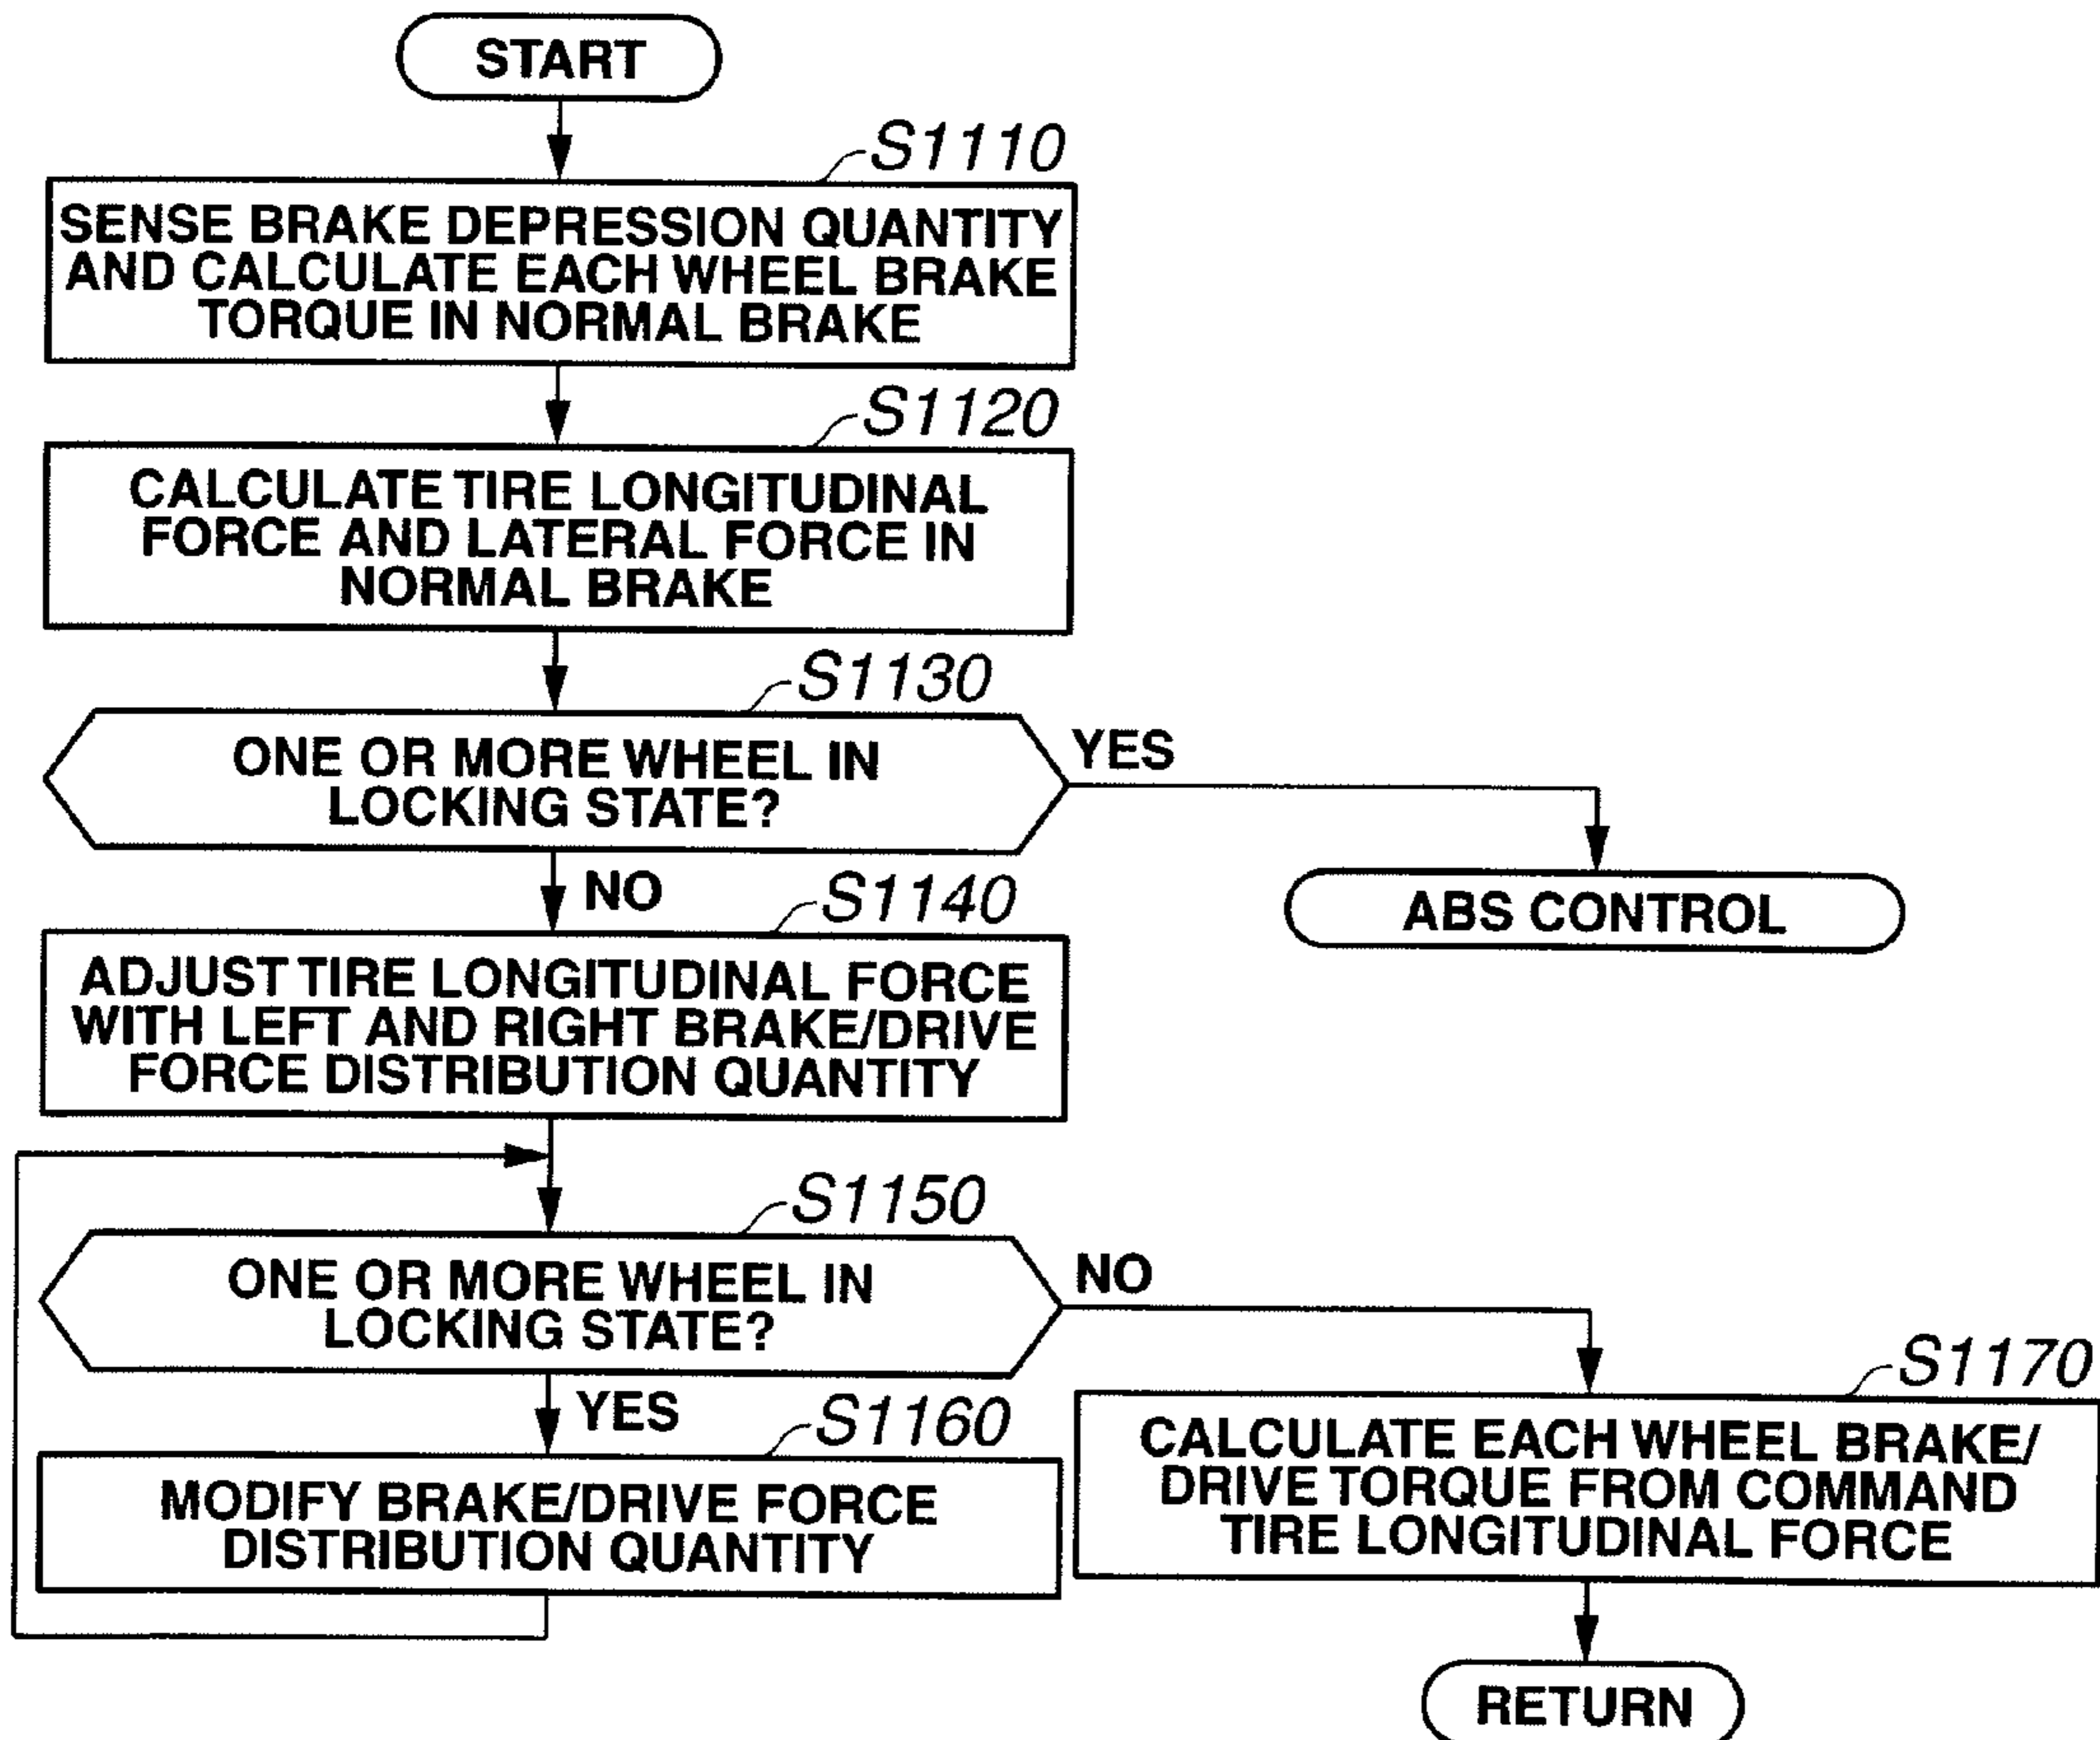 START
S1110
SENSE BRAKE DEPRESSION QUANTITY
AND CALCULATE EACH WHEEL BRAKE
TORQUE IN NORMAL BRAKE
S1120
CALCULATE TIRE LONGITUDINAL
FORCE AND LATERAL FORCE IN
NORMAL BRAKE
S1130
ONE OR MORE WHEEL IN
LOCKING STATE?
YES
ABS CONTROL
NO
S1140
ADJUST TIRE LONGITUDINAL FORCE
WITH LEFT AND RIGHT BRAKE/DRIVE
FORCE DISTRIBUTION QUANTITY
S1150
ONE OR MORE WHEEL IN
LOCKING STATE?
NO
YES
S1160
MODIFY BRAKE/DRIVE FORCE
DISTRIBUTION QUANTITY
S1170
CALCULATE EACH WHEEL BRAKE/
DRIVE TORQUE FROM COMMAND
TIRE LONGITUDINAL FORCE
RETURN